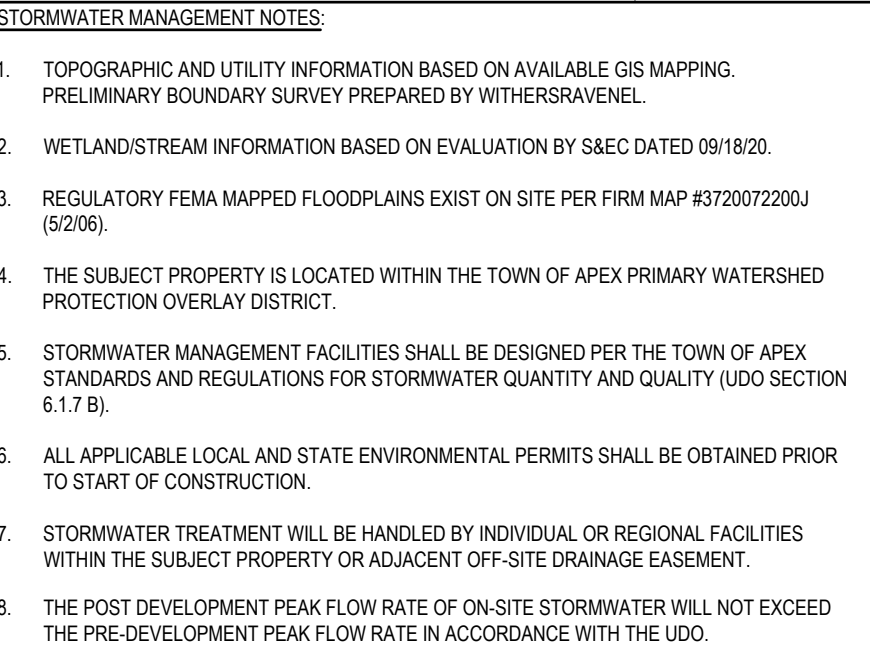 STORMWATER MANAGEMENT NOTES:
1. TOPOGRAPHIC AND UTILITY INFORMATION BASED ON AVAILABLE GIS MAPPING.
PRELIMINARY BOUNDARY SURVEY PREPARED BY WITHERSRAVENEL.
2. WETLAND/STREAM INFORMATION BASED ON EVALUATION BY S&EC DATED 09/18/20.
3. REGULATORY FEMA MAPPED FLOODPLAINS EXIST ON SITE PER FIRM MAP #3720072200J
(5/2/06).
4. THE SUBJECT PROPERTY IS LOCATED WITHIN THE TOWN OF APEX PRIMARY WATERSHED
PROTECTION OVERLAY DISTRICT.
5. STORMWATER MANAGEMENT FACILITIES SHALL BE DESIGNED PER THE TOWN OF APEX
STANDARDS AND REGULATIONS FOR STORMWATER QUANTITY AND QUALITY (UDO SECTION
6.1.7 B).
6. ALL APPLICABLE LOCAL AND STATE ENVIRONMENTAL PERMITS SHALL BE OBTAINED PRIOR
TO START OF CONSTRUCTION.
7. STORMWATER TREATMENT WILL BE HANDLED BY INDIVIDUAL OR REGIONAL FACILITIES
WITHIN THE SUBJECT PROPERTY OR ADJACENT OFF-SITE DRAINAGE EASEMENT.
8. THE POST DEVELOPMENT PEAK FLOW RATE OF ON-SITE STORMWATER WILL NOT EXCEED
THE PRE-DEVELOPMENT PEAK FLOW RATE IN ACCORDANCE WITH THE UDO.